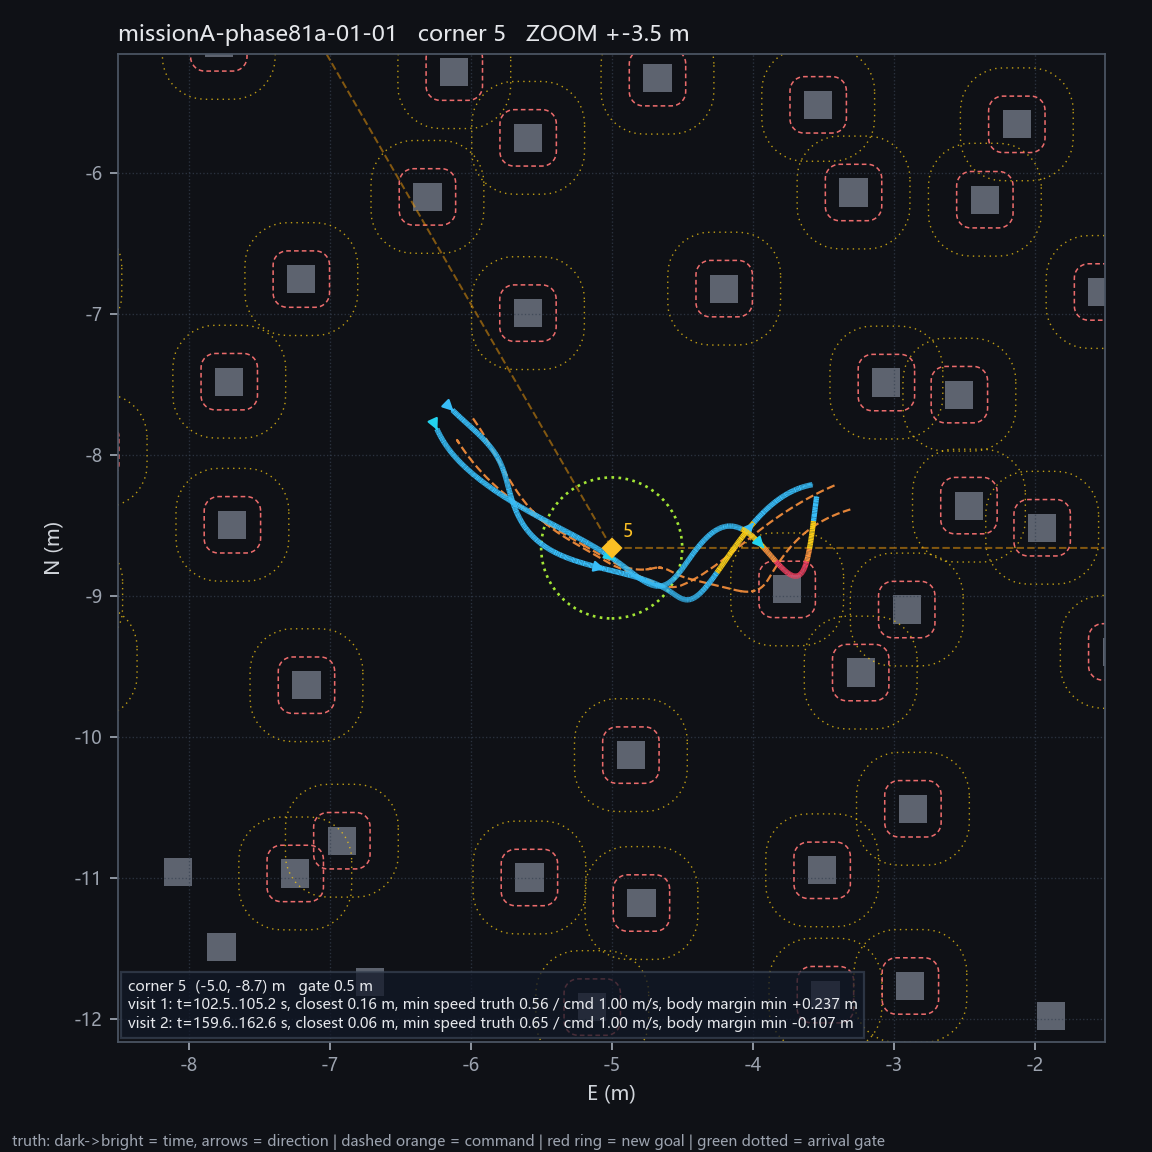 missionA-phase81a-01-01   corner 5   ZOOM +-3.5 m
-6
-7
-8
-9
-10
-11
-12
N (m)
5
corner 5  (-5.0, -8.7) m   gate 0.5 m
visit 1: t=102.5..105.2 s, closest 0.16 m, min speed truth 0.56 / cmd 1.00 m/s, body margin min +0.237 m
visit 2: t=159.6..162.6 s, closest 0.06 m, min speed truth 0.65 / cmd 1.00 m/s, body margin min -0.107 m
-8
-7
-6
-5
-4
-3
-2
E (m)
truth: dark->bright = time, arrows = direction | dashed orange = command | red ring = new goal | green dotted = arrival gate